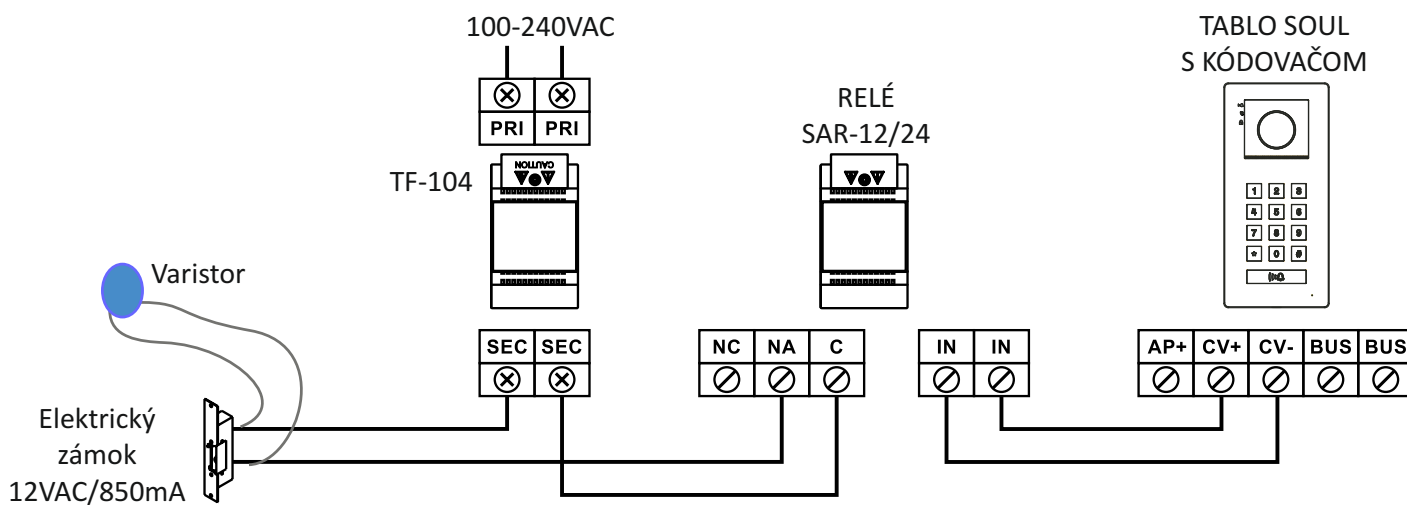 100-240VAC
PRI PRI
CAUTION
TF-104
RELÉ
SAR-12/24
TABLO SOUL
S KÓDOVAČOM
1 2 3
4 5 6
7 8 9
* 0 #
Varistor
SEC SEC
NC NA C
IN IN
AP+ CV+ CV- BUS BUS
Elektrický
zámok
12VAC/850mA